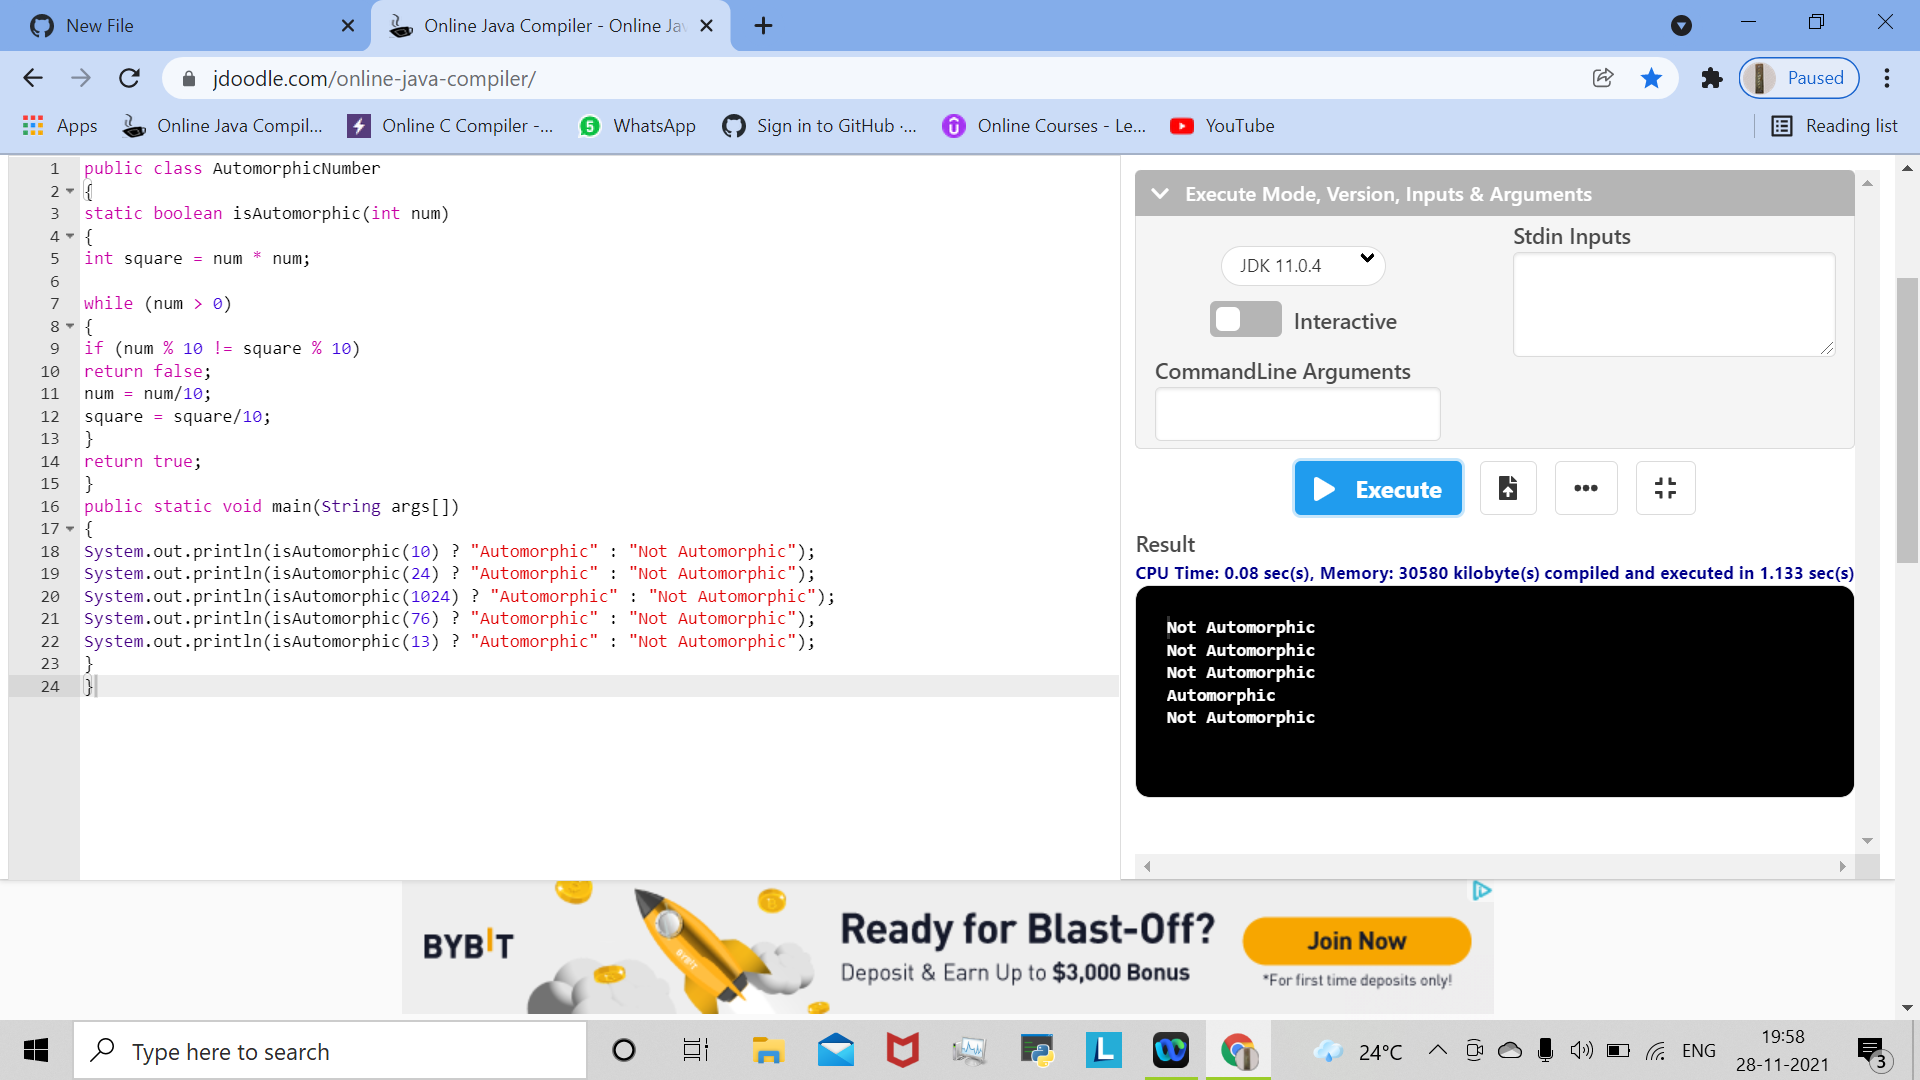 New File
Online Java Compiler - Online Ja
jdoodle.com/online-java-compiler/
Paused
Apps
Online Java Compil...
Online C Compiler -...
5
WhatsApp
Sign in to GitHub ·...
Online Courses - Le...
YouTube
Reading list
1 public class AutomorphicNumber
2 {
3 static boolean isAutomorphic(int num)
4 {
5 int square = num * num;
6
7 while (num > 0)
8 {
9 if (num % 10 != square % 10)
10 return false;
11 num = num/10;
12 square = square/10;
13 }
14 return true;
15 }
16 public static void main(String args[])
17 {
18 System.out.println(isAutomorphic(10) ? "Automorphic" : "Not Automorphic");
19 System.out.println(isAutomorphic(24) ? "Automorphic" : "Not Automorphic");
20 System.out.println(isAutomorphic(1024) ? "Automorphic" : "Not Automorphic");
21 System.out.println(isAutomorphic(76) ? "Automorphic" : "Not Automorphic");
22 System.out.println(isAutomorphic(13) ? "Automorphic" : "Not Automorphic");
23 }
24 }
Execute Mode, Version, Inputs & Arguments
JDK 11.0.4
Stdin Inputs
Interactive
CommandLine Arguments
Execute
Result
CPU Time: 0.08 sec(s), Memory: 30580 kilobyte(s) compiled and executed in 1.133 sec(s)
Not Automorphic
Not Automorphic
Not Automorphic
Automorphic
Not Automorphic
BYBIT
BYBIT
Ready for Blast-Off?
Deposit & Earn Up to $3,000 Bonus
Join Now
*For first time deposits only!
Type here to search
L
24°C
ENG
19:58
28-11-2021
3